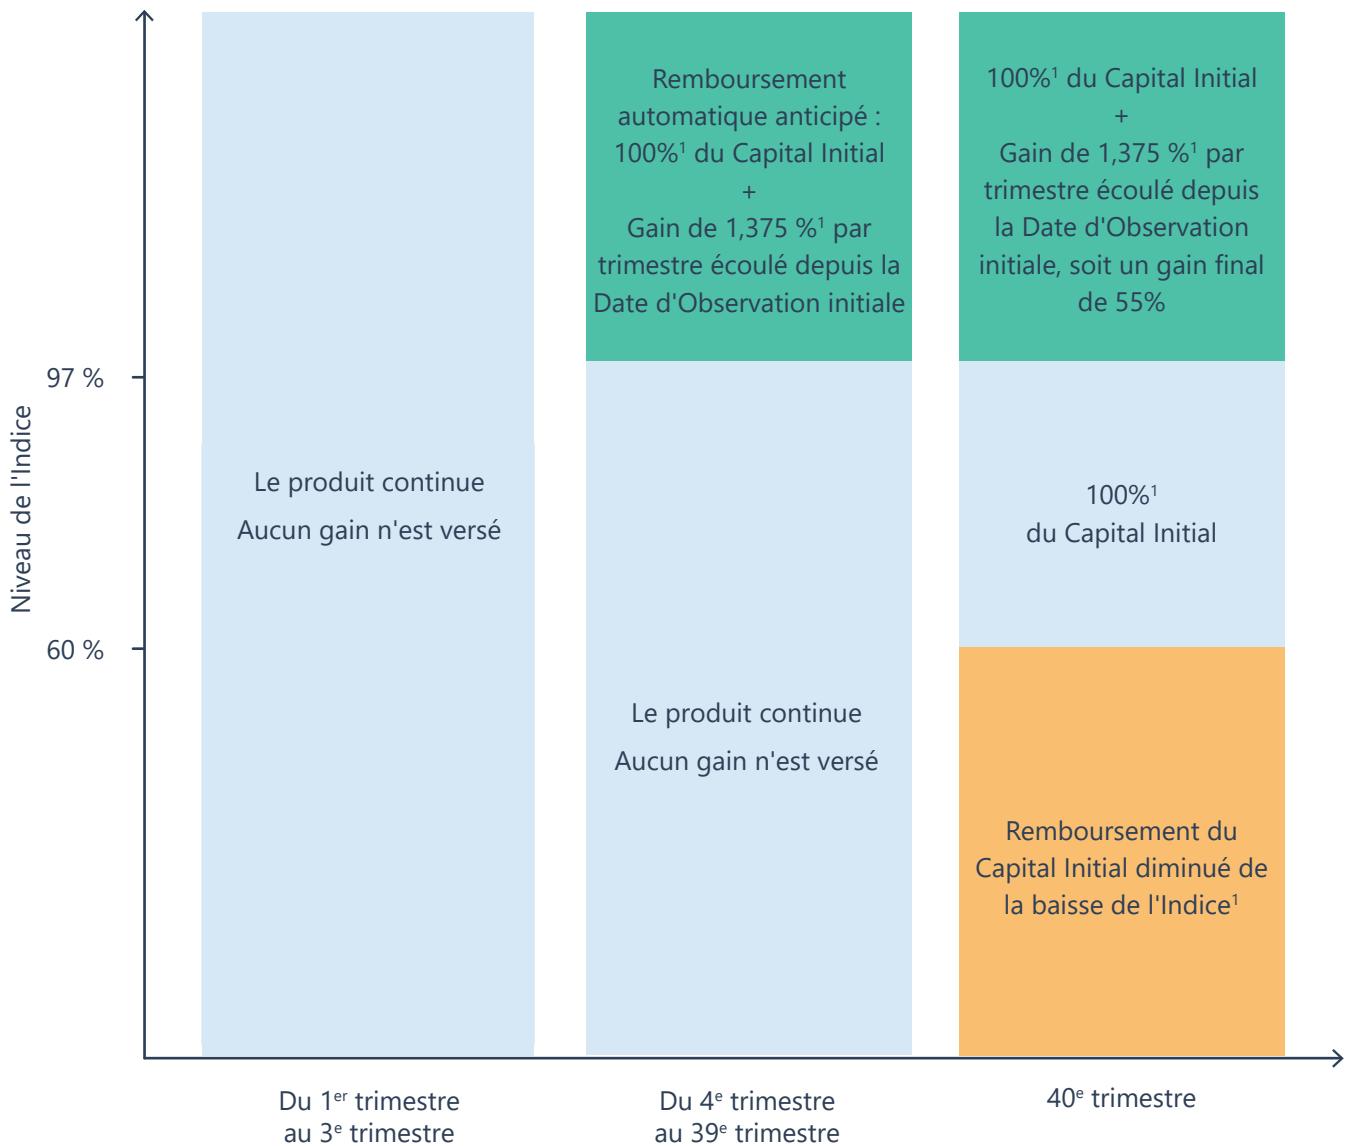 Niveau de l'Indice
97 %
60 %
Le produit continue
Aucun gain n'est versé
Du 1er trimestre
au 3e trimestre
Remboursement
automatique anticipé :
100%¹ du Capital Initial
+
Gain de 1,375 %¹ par
trimestre écoulé depuis la
Date d'Observation initiale
Le produit continue
Aucun gain n'est versé
Du 4e trimestre
au 39e trimestre
100%¹ du Capital Initial
+
Gain de 1,375 %¹ par
trimestre écoulé depuis
la Date d'Observation
initiale, soit un gain final
de 55%
100%¹
du Capital Initial
Remboursement du
Capital Initial diminué de
la baisse de l'Indice¹
40e trimestre